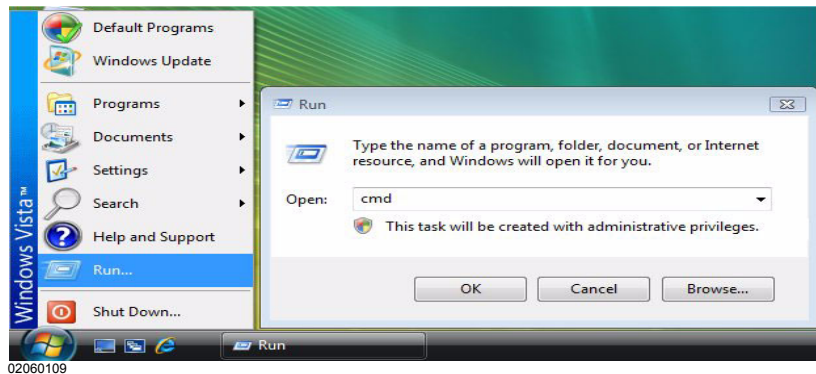 Default Programs
Windows Update
Programs
Documents
Settings
Search
Help and Support
Run...
Shut Down...
Windows Vista™
Run
Type the name of a program, folder, document, or Internet
resource, and Windows will open it for you.
Open: cmd
This task will be created with administrative privileges.
OK Cancel Browse...
Run
02060109